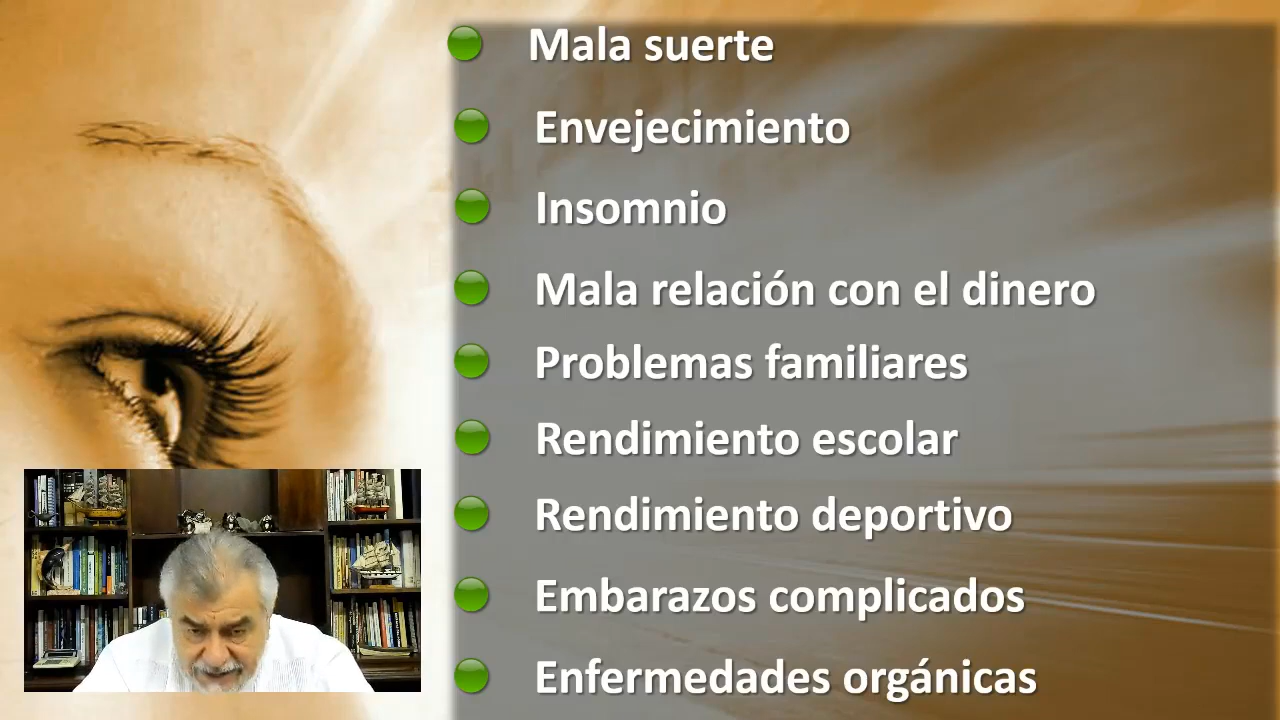 Mala suerte
Envejecimiento
Insomnio
Mala relación con el dinero
Problemas familiares
Rendimiento escolar
Rendimiento deportivo
Embarazos complicados
Enfermedades orgánicas